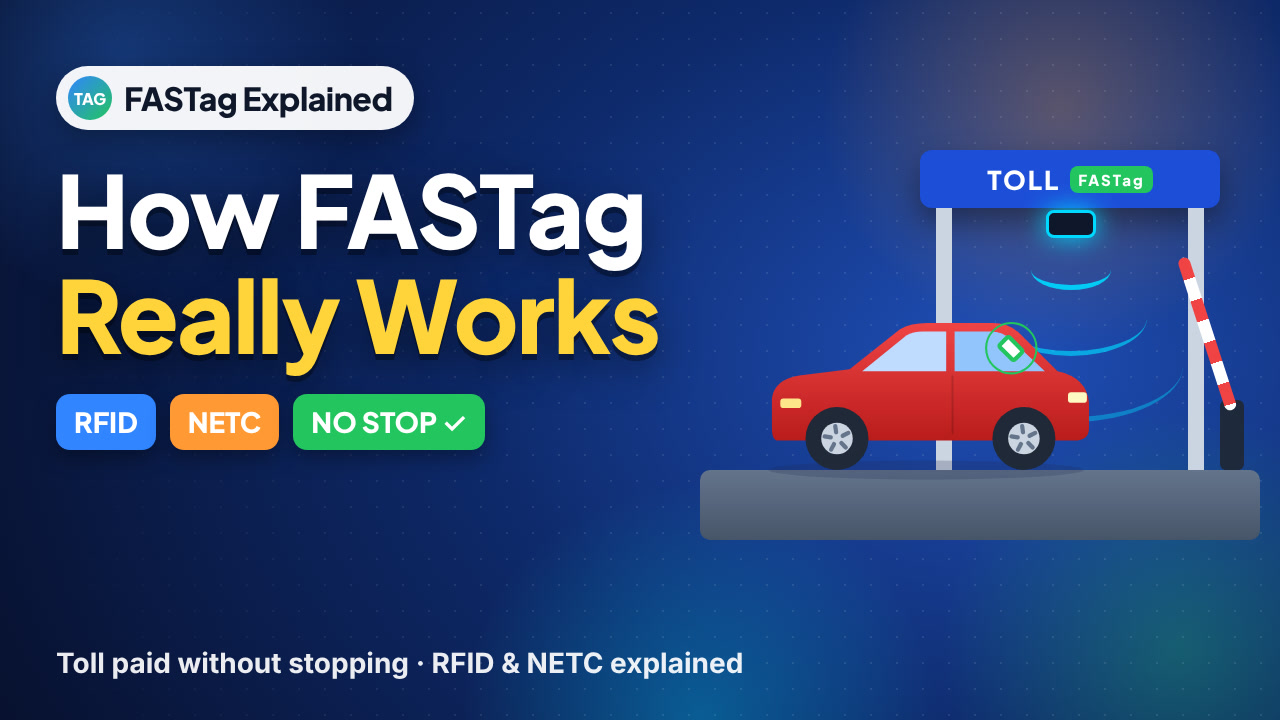 TAG FASTag Explained
How FASTag
Really Works
RFID NETC NO STOP ✓
TOLL FASTag
Toll paid without stopping · RFID & NETC explained